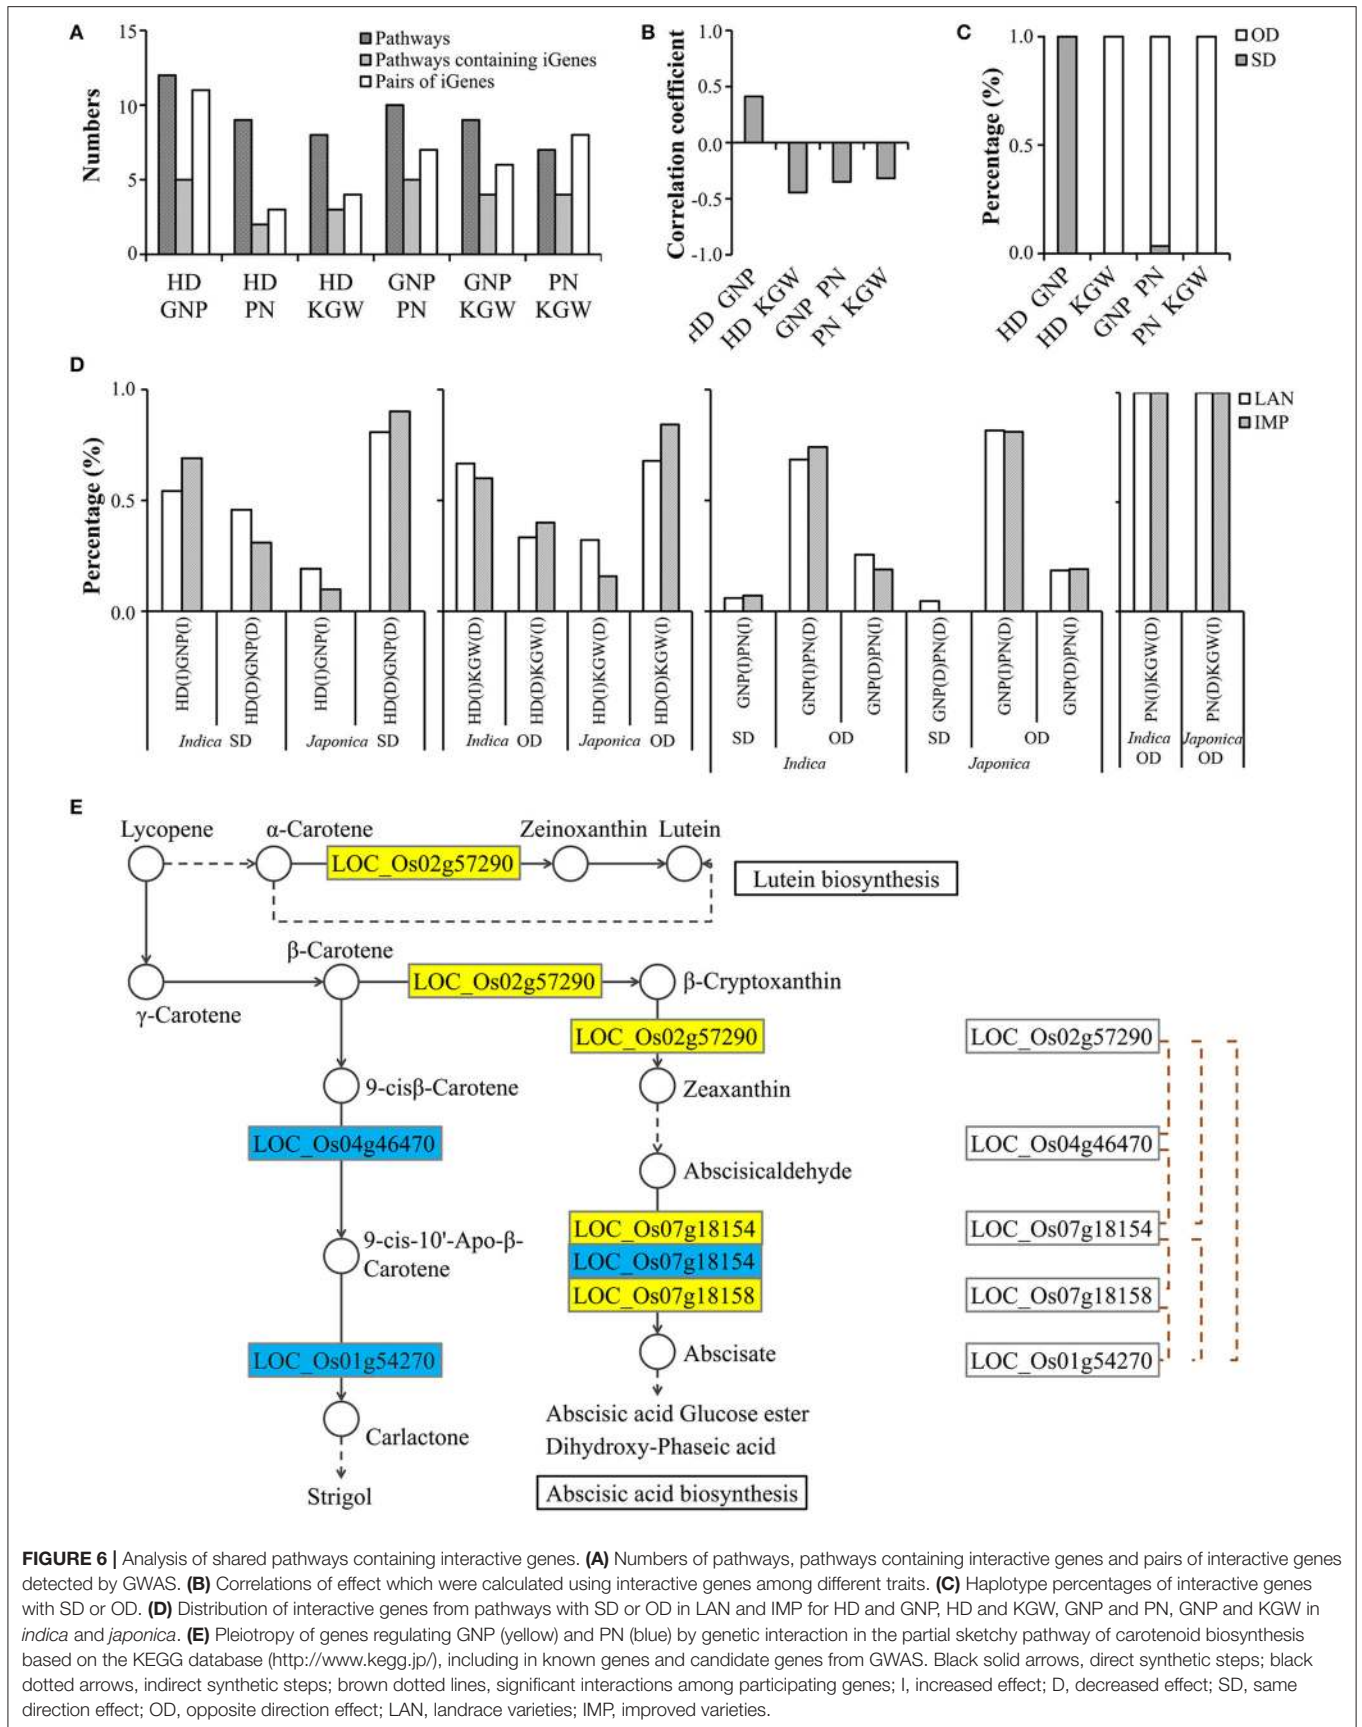 A
15
10
5
0
Numbers
Pathways
Pathways containing iGenes
Pairs of iGenes
HD HD HD GNP GNP PN
GNP PN KGW PN KGW KGW
B
1.0
0.5
0.0
-0.5
-1.0
Correlation coefficient
HD GNP
HD KGW
GNP PN
PN KGW
C
1.0
0.5
0.0
Percentage (%)
OD
SD
HD GNP
HD KGW
GNP PN
PN KGW
D
1.0
0.5
0.0
Percentage (%)
LAN
IMP
HD(I)GNP(I)
HD(D)GNP(D)
HD(I)GNP(I)
HD(D)GNP(D)
HD(I)KGW(D)
HD(D)KGW(I)
HD(I)KGW(D)
HD(D)KGW(I)
GNP(I)PN(I)
GNP(I)PN(D)
GNP(D)PN(I)
GNP(D)PN(D)
GNP(I)PN(D)
GNP(D)PN(I)
PN(I)KGW(D)
PN(D)KGW(I)
Indica SD
Japonica SD
Indica OD
Japonica OD
SD OD SD OD
Indica Japonica
Indica Japonica
OD OD
E
Lycopene α-Carotene Zeinoxanthin Lutein
LOC_Os02g57290
Lutein biosynthesis
β-Carotene
LOC_Os02g57290
β-Cryptoxanthin
γ-Carotene
LOC_Os02g57290
LOC_Os02g57290
9-cisβ-Carotene
Zeaxanthin
LOC_Os04g46470
LOC_Os04g46470
Abscisicaldehyde
9-cis-10'-Apo-β-
Carotene
LOC_Os07g18154
LOC_Os07g18154
LOC_Os07g18158
LOC_Os07g18154
LOC_Os07g18158
LOC_Os01g54270
Abscisate
LOC_Os01g54270
Carlactone
Abscisic acid Glucose ester
Dihydroxy-Phaseic acid
Strigol
Abscisic acid biosynthesis
FIGURE 6 | Analysis of shared pathways containing interactive genes. (A) Numbers of pathways, pathways containing interactive genes and pairs of interactive genes
detected by GWAS. (B) Correlations of effect which were calculated using interactive genes among different traits. (C) Haplotype percentages of interactive genes
with SD or OD. (D) Distribution of interactive genes from pathways with SD or OD in LAN and IMP for HD and GNP, HD and KGW, GNP and PN, GNP and KGW in
indica and japonica. (E) Pleiotropy of genes regulating GNP (yellow) and PN (blue) by genetic interaction in the partial sketchy pathway of carotenoid biosynthesis
based on the KEGG database (http://www.kegg.jp/), including in known genes and candidate genes from GWAS. Black solid arrows, direct synthetic steps; black
dotted arrows, indirect synthetic steps; brown dotted lines, significant interactions among participating genes; I, increased effect; D, decreased effect; SD, same
direction effect; OD, opposite direction effect; LAN, landrace varieties; IMP, improved varieties.